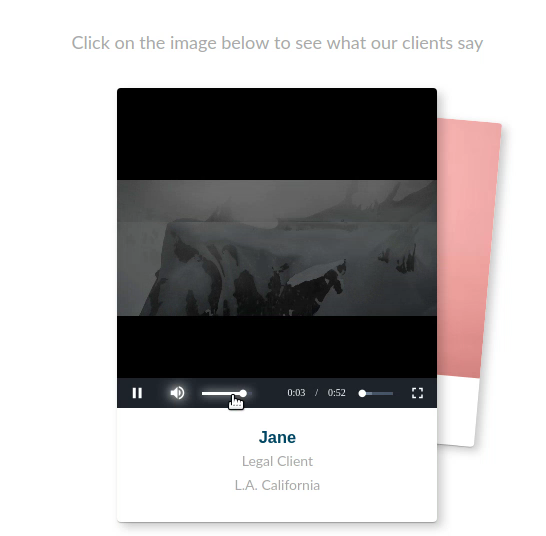 Click on the image below to see what our clients say
0:03 / 0:52
Jane
Legal Client
L.A. California